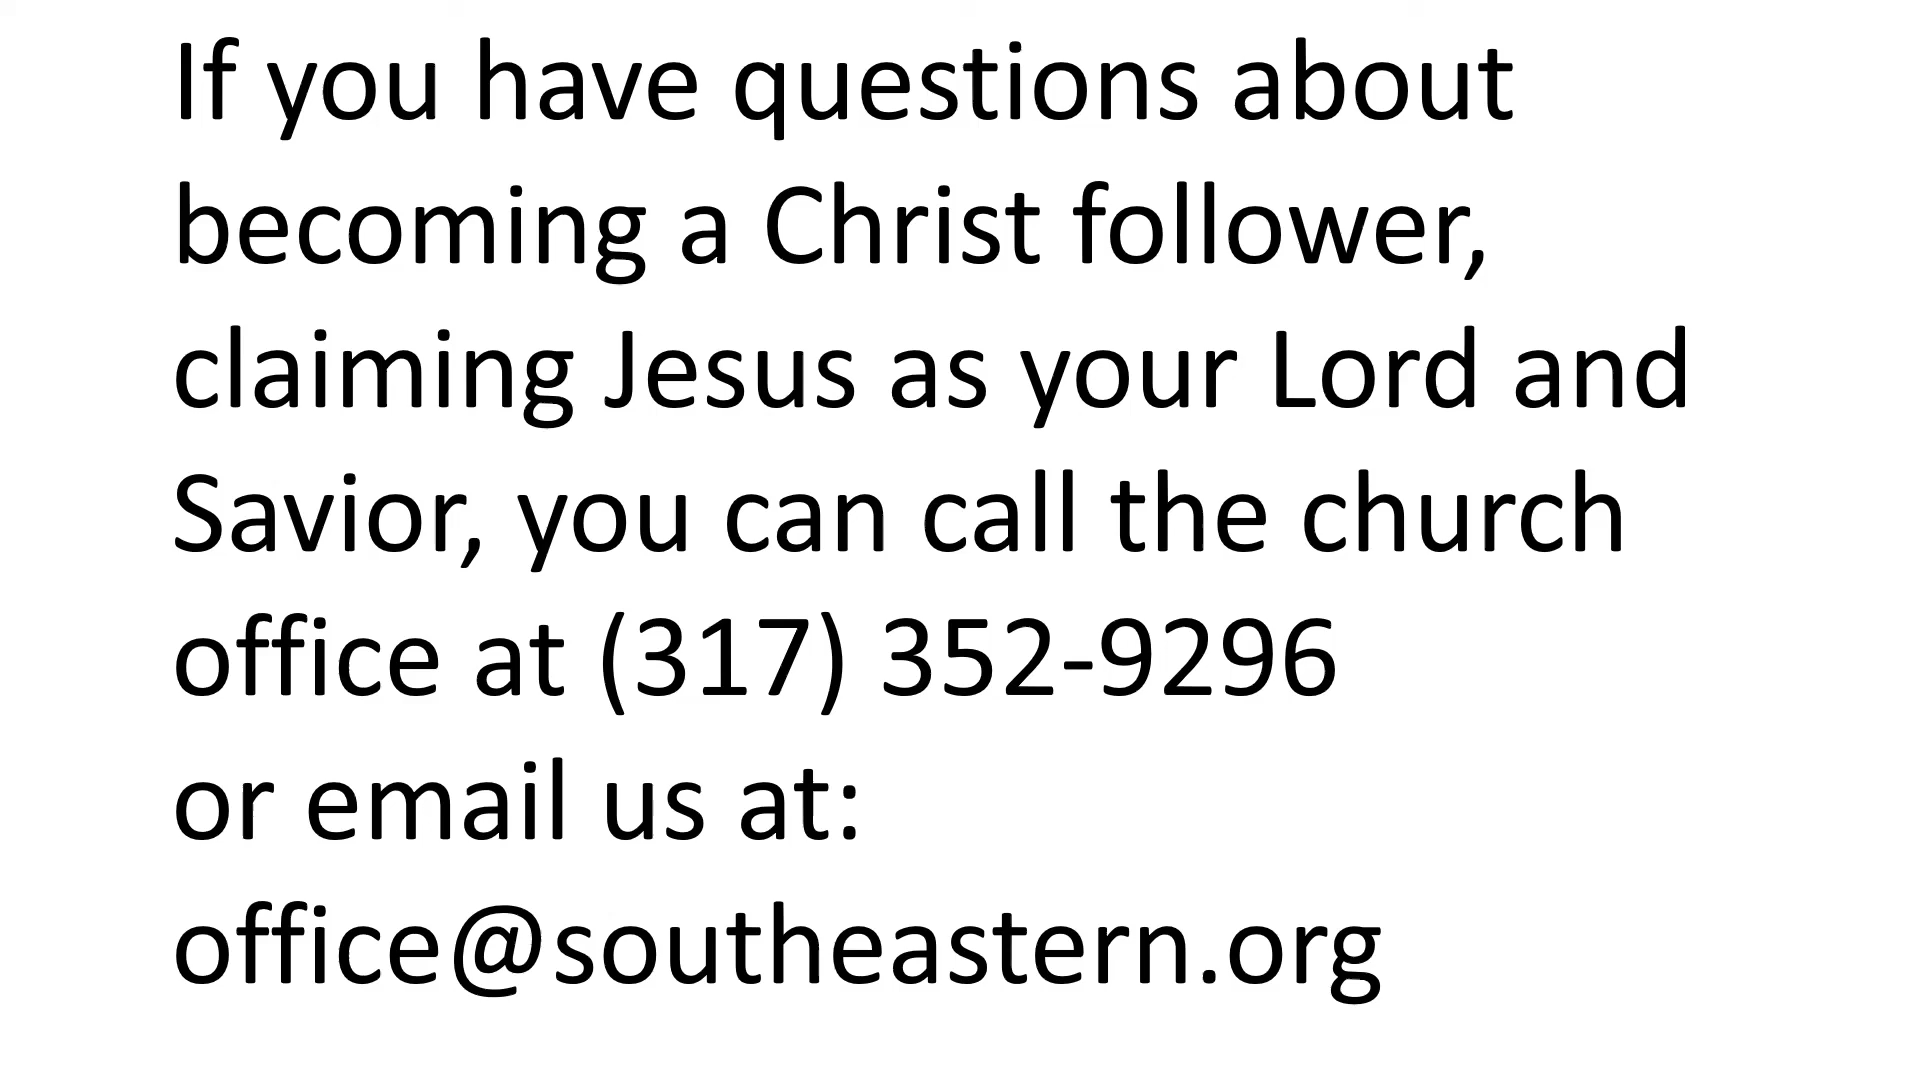 If you have questions about
becoming a Christ follower,
claiming Jesus as your Lord and
Savior, you can call the church
office at (317) 352-9296
or email us at:
office@southeastern.org